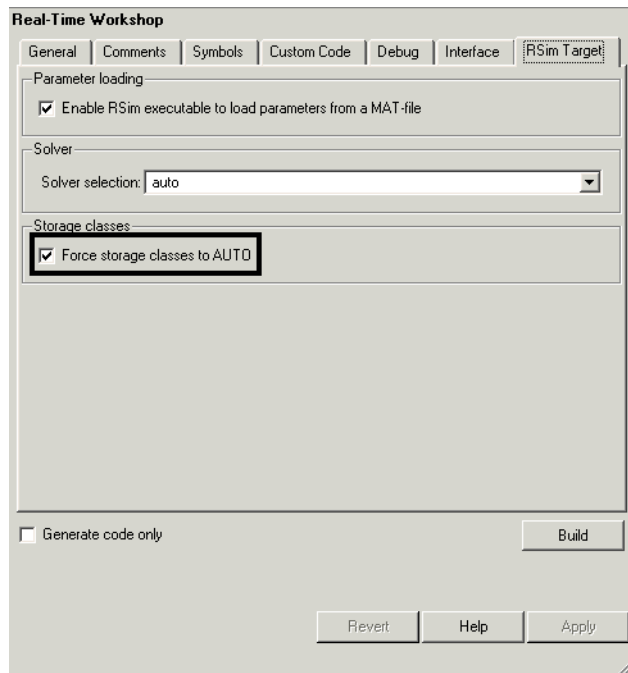 Real-Time Workshop
General Comments Symbols Custom Code Debug Interface RSim Target
Parameter loading
Enable RSim executable to load parameters from a MAT-file
Solver
Solver selection: auto
Storage classes
Force storage classes to AUTO
Generate code only Build
Revert Help Apply